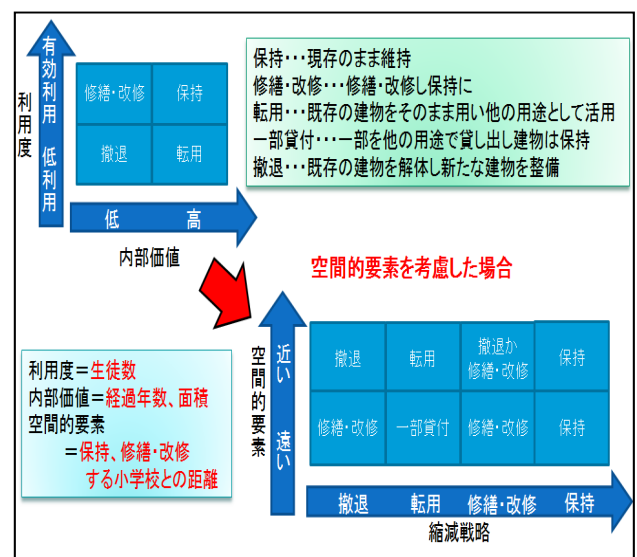 有効利用
低利用
利用度
修繕・改修
保持
撤退
転用
低
高
内部価値
保持・・・現存のまま維持
修繕・改修・・・修繕・改修し保持に
転用・・・既存の建物をそのまま用い他の用途として活用
一部貸付・・・一部を他の用途で貸し出し建物は保持
撤退・・・既存の建物を解体し新たな建物を整備
空間的要素を考慮した場合
利用度＝生徒数
内部価値＝経過年数、面積
空間的要素
＝保持、修繕・改修
する小学校との距離
空間的要素
近い
遠い
撤退
転用
撤退か
修繕・改修
保持
修繕・改修
一部貸付
修繕・改修
保持
撤退
転用
修繕・改修
保持
縮減戦略